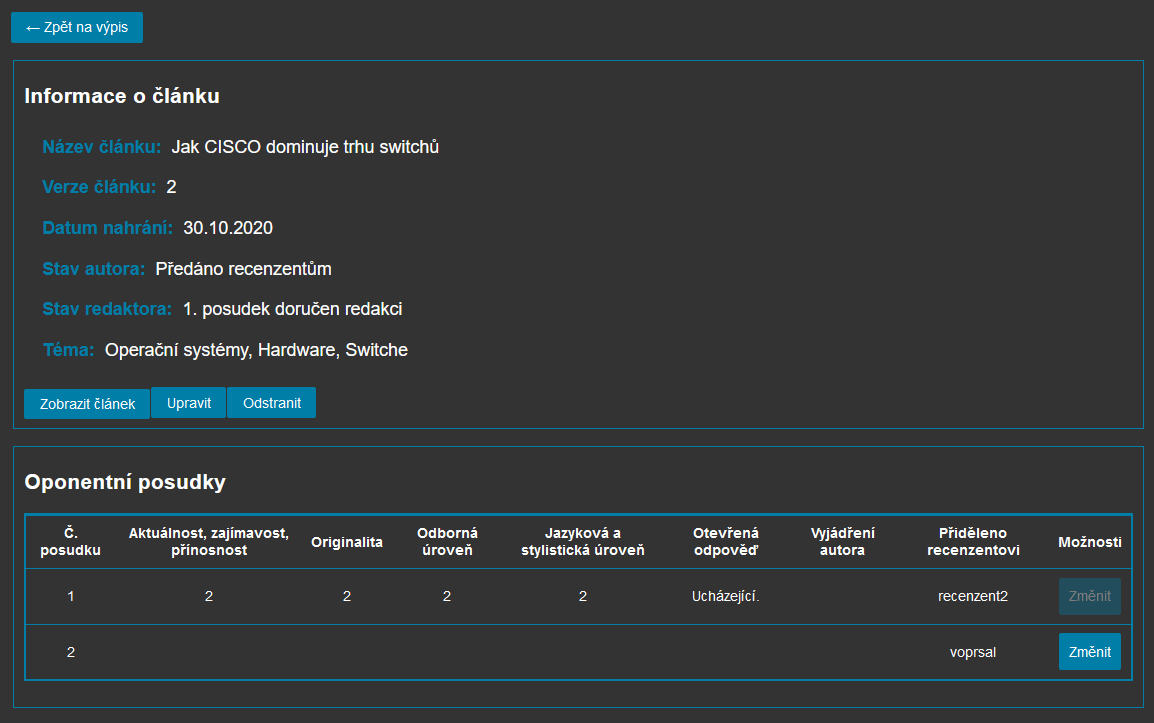 ← Zpět na výpis
Informace o článku
Název článku: Jak CISCO dominuje trhu switchů
Verze článku: 2
Datum nahrání: 30.10.2020
Stav autora: Předáno recenzentům
Stav redaktora: 1. posudek doručen redakci
Téma: Operační systémy, Hardware, Switche
Zobrazit článek Upravit Odstranit
Oponentní posudky
Č. posudku Aktuálnost, zajímavost, přínosnost Originalita Odborná úroveň Jazyková a stylistická úroveň Otevřená odpověď Vyjádření autora Přiděleno recenzentovi Možnosti
1 2 2 2 2 Ucházející. recenzent2 Změnit
2 voprsal Změnit